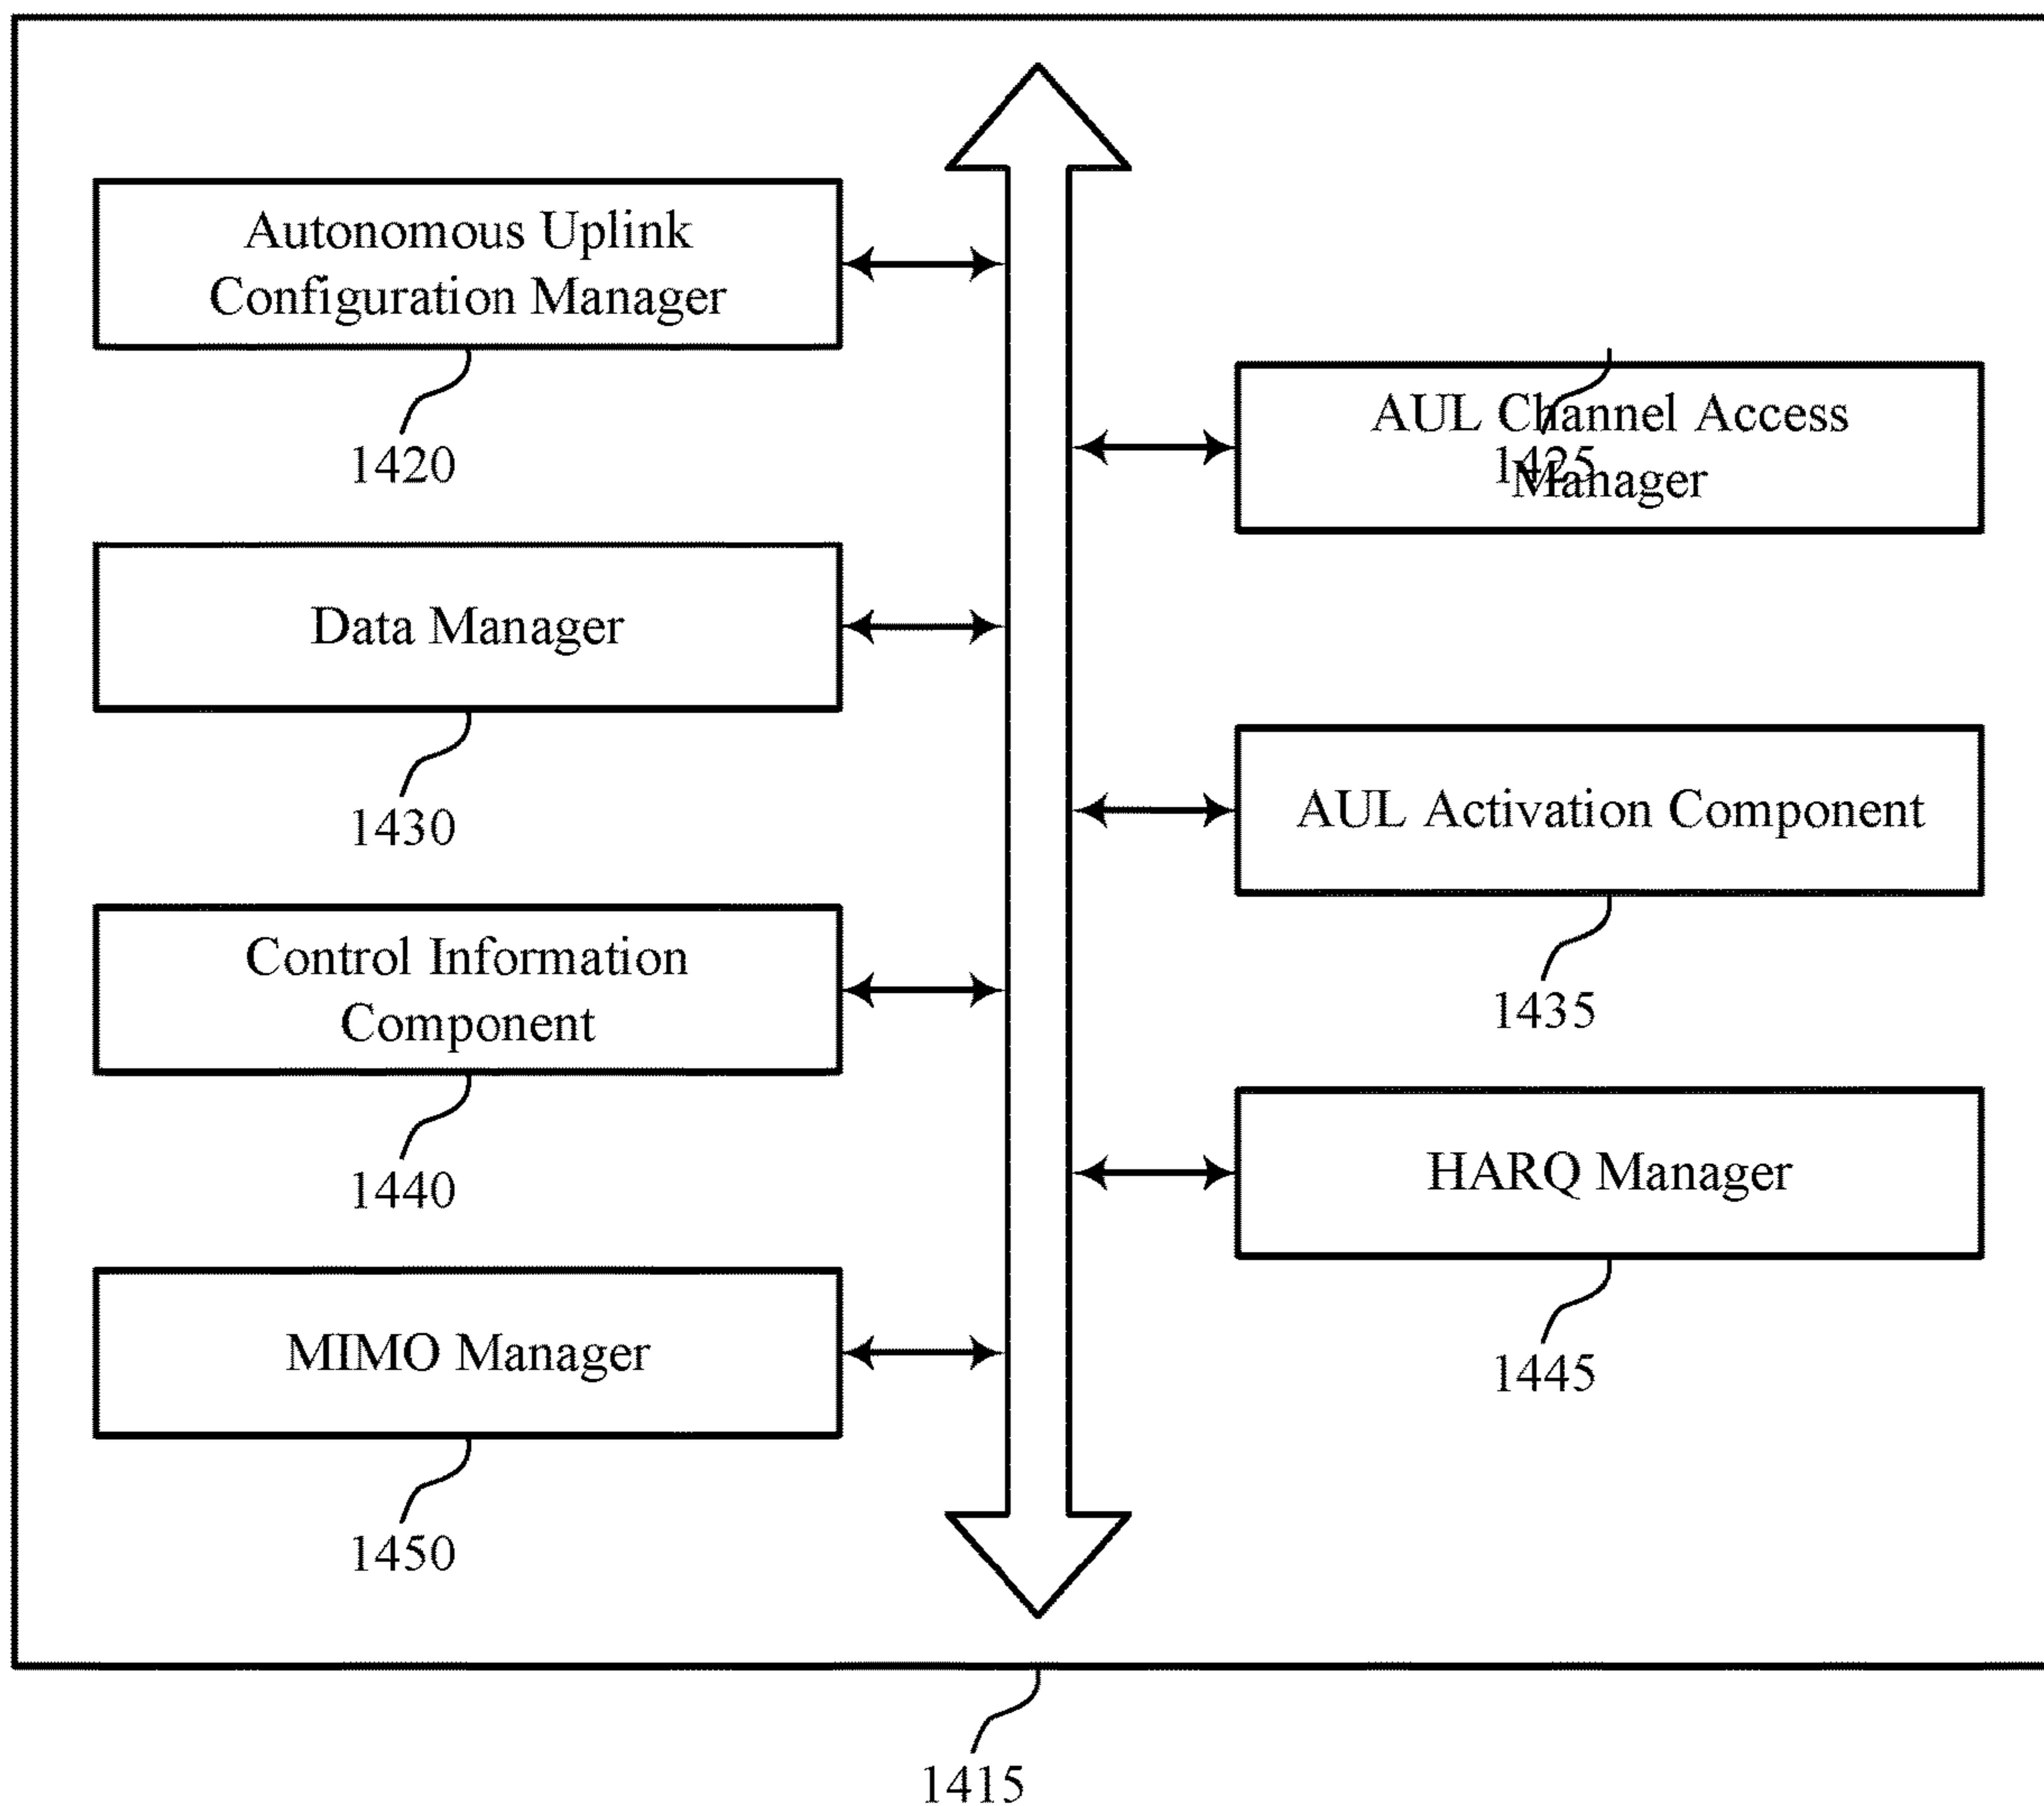 Autonomous Uplink
Configuration Manager
1420
AUL Channel Access
Manager
1425
Data Manager
1430
AUL Activation Component
1435
Control Information
Component
1440
HARQ Manager
1445
MIMO Manager
1450
1415